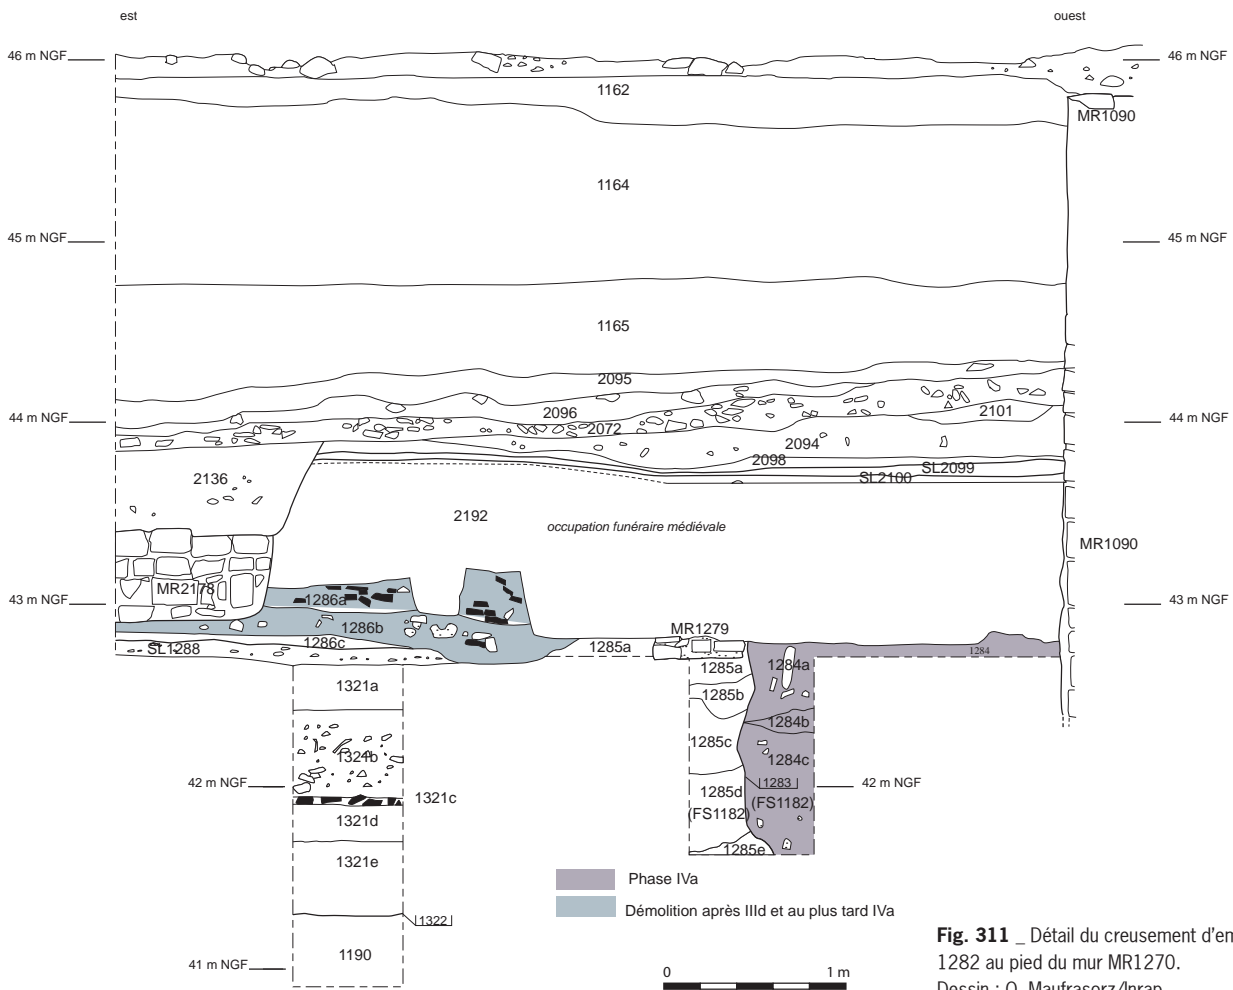 est
ouest
46 m NGF
46 m NGF
1162
MR1090
1164
45 m NGF
45 m NGF
1165
2095
2096
2101
44 m NGF
44 m NGF
2072
2094
2098
SL2099
SL2100
2136
2192
occupation funéraire médiévale
MR1090
MR2178
43 m NGF
43 m NGF
1286a
1286b
MR1279
1286c
SL1288
1285a
1284
1285a
1284a
1321a
1285b
1284b
1285c
1321b
1284c
42 m NGF
1283
42 m NGF
1321c
1285d
(FS1182)
(FS1182)
1321d
1285e
1321e
Phase IVa
Démolition après IIId et au plus tard IVa
1322
1190
41 m NGF
0
1 m
Fig. 311 _ Détail du creusement d'en
1282 au pied du mur MR1270.
Dessin : O. Maufrasorz/Inrap